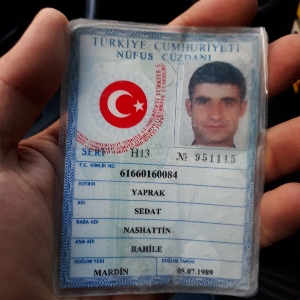 TÜRKİYE CUMHURİYETİ
NÜFUS CÜZDANI
SERİ H13 № 951115
T.C. KİMLİK NO.
61660160084
SOYADI
YAPRAK
ADI
SEDAT
BABA ADI
NASHATTİN
ANA ADI
RAHİLE
DOĞUM YERİ DOĞUM TARİHİ
MARDİN 05.07.1989